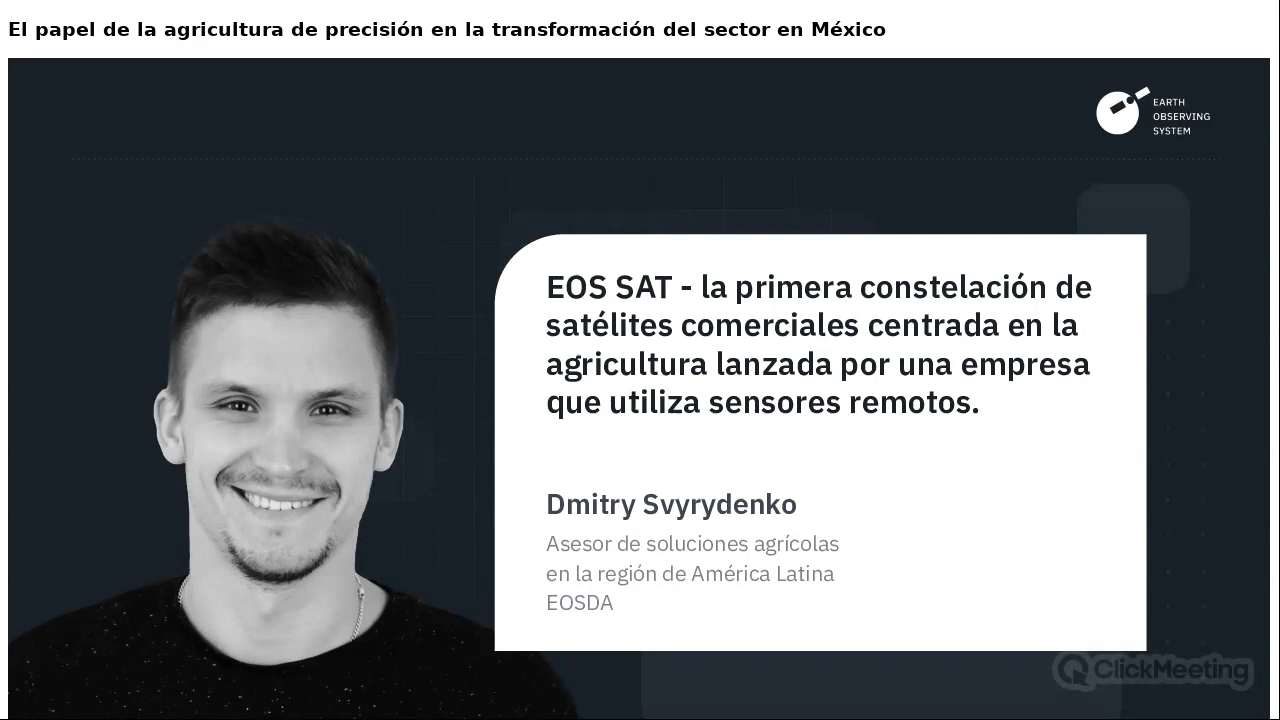 El papel de la agricultura de precisión en la transformación del sector en México
EARTH
OBSERVING
SYSTEM
EOS SAT - la primera constelación de
satélites comerciales centrada en la
agricultura lanzada por una empresa
que utiliza sensores remotos.
Dmitry Svyrydenko
Asesor de soluciones agrícolas
en la región de América Latina
EOSDA
ClickMeeting